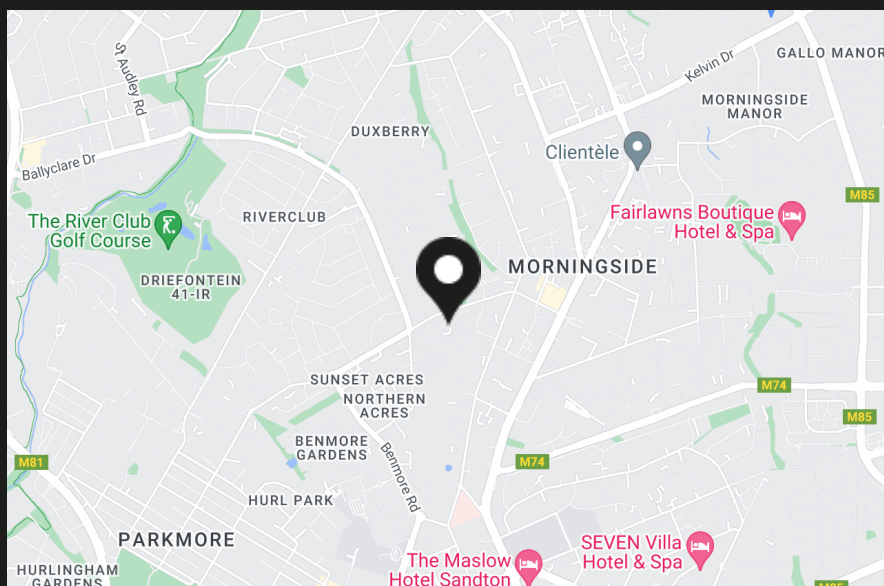 St Audley Rd
Kelvin Dr
GALLO MANOR
MORNINGSIDE
MANOR
DUXBERRY
Clientèle
Ballyclare Dr
M85
The River Club
Golf Course
RIVERCLUB
Fairlawns Boutique
Hotel & Spa
MORNINGSIDE
DRIEFONTEIN
41-IR
SUNSET ACRES
NORTHERN
ACRES
M74
M85
BENMORE
GARDENS
M81
M74
Benmore Rd
HURL PARK
PARKMORE
SEVEN Villa
Hotel & Spa
The Maslow
Hotel Sandton
HURLINGHAM
GARDENS